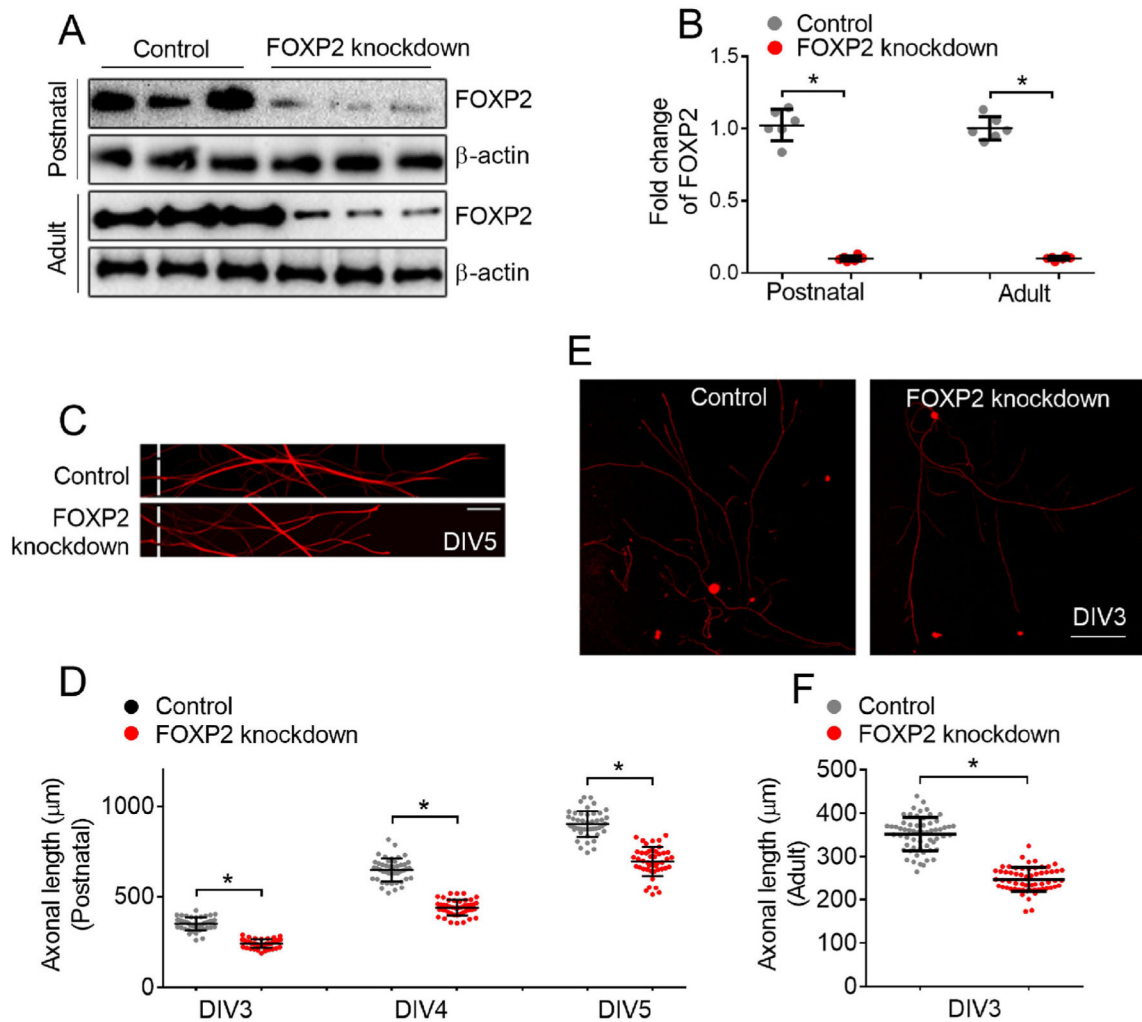 A
Control FOXP2 knockdown
Postnatal
FOXP2
β-actin
Adult
FOXP2
β-actin
B
Control
FOXP2 knockdown
Fold change
of FOXP2
1.5
*
*
1.0
0.5
0.0
Postnatal Adult
C
Control
FOXP2
knockdown
DIV5
E
Control
FOXP2 knockdown
DIV3
D
Control
FOXP2 knockdown
Axonal length (μm)
(Postnatal)
1000
500
0
*
*
*
DIV3 DIV4 DIV5
F
Control
FOXP2 knockdown
Axonal length (μm)
(Adult)
500
400
300
200
100
0
*
DIV3